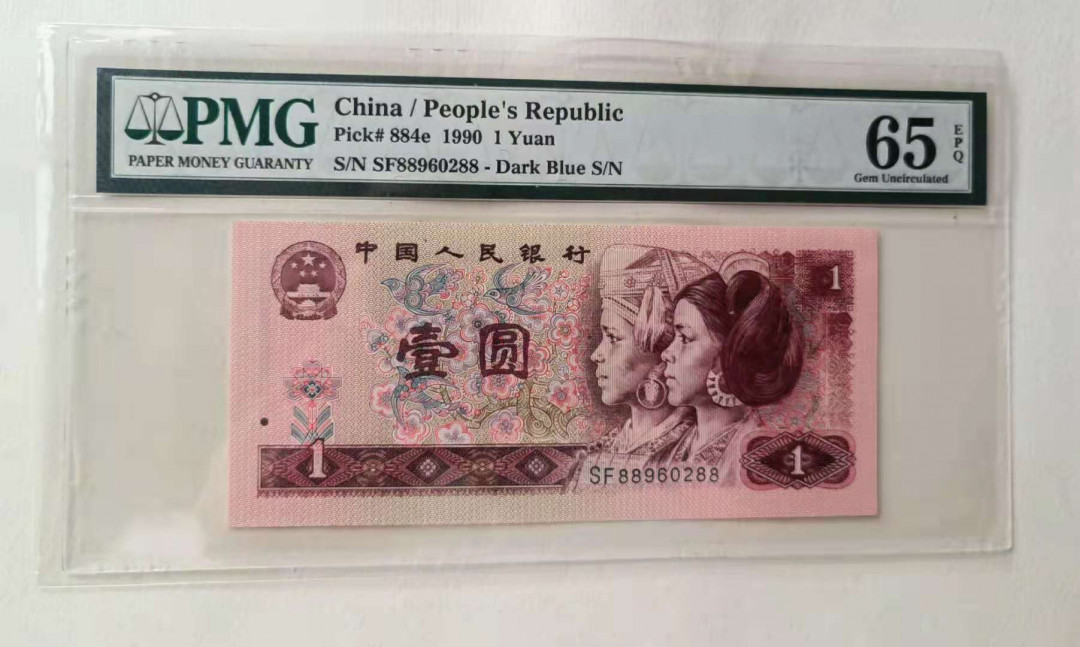 PMG
PAPER MONEY GUARANTY
China / People's Republic
Pick# 884e 1990 1 Yuan
S/N SF88960288 - Dark Blue S/N
65
EPQ
Gem Uncirculated
中国人民银行
1
壹圆
1
SF88960288
1